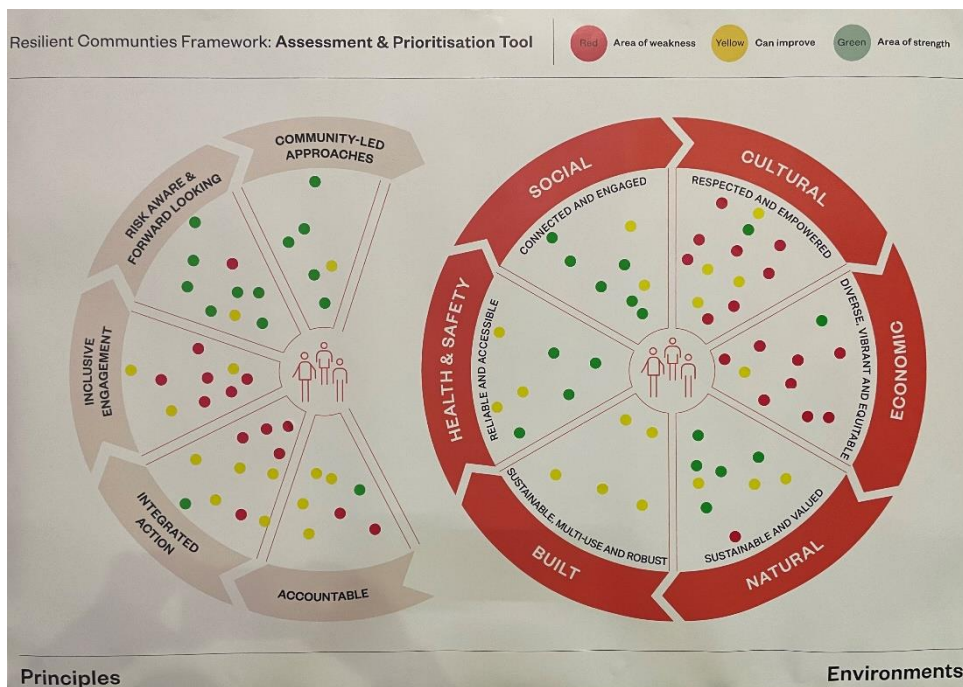 Resilient Communties Framework: Assessment & Prioritisation Tool
Red
Area of weakness
Yellow
Can improve
Green
Area of strength
COMMUNITY-LED
APPROACHES
RISK AWARE &
FORWARD LOOKING
INCLUSIVE
ENGAGEMENT
INTEGRATED
ACTION
ACCOUNTABLE
SOCIAL
CONNECTED AND ENGAGED
CULTURAL
RESPECTED AND EMPOWERED
ECONOMIC
DIVERSE, VIBRANT AND EQUITABLE
NATURAL
SUSTAINABLE AND VALUED
BUILT
SUSTAINABLE, MULTI-USE AND ROBUST
HEALTH & SAFETY
RELIABLE AND ACCESSIBLE
Principles
Environments